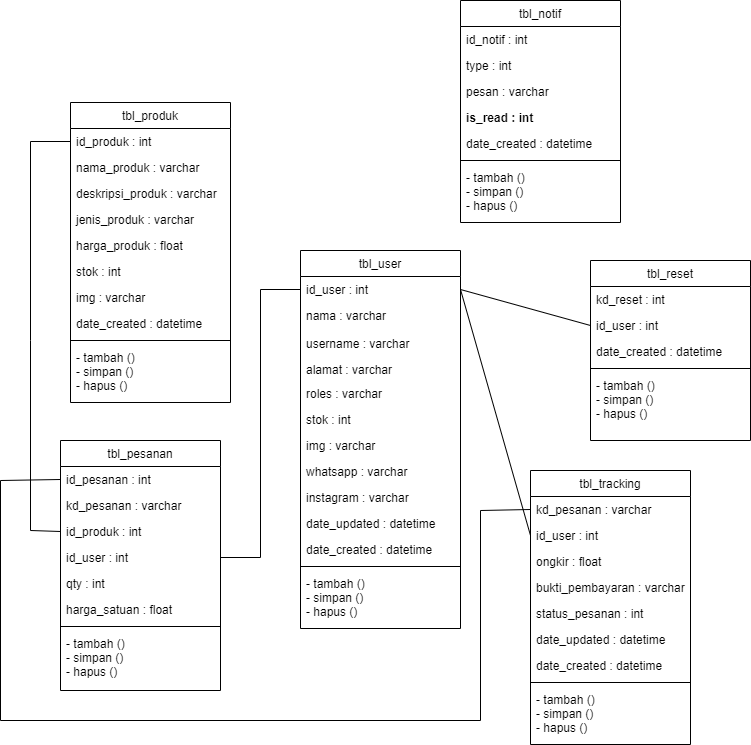 tbl_notif
id_notif : int
type : int
pesan : varchar
is_read : int
date_created : datetime
- tambah ()
- simpan ()
- hapus ()
tbl_produk
id_produk : int
nama_produk : varchar
deskripsi_produk : varchar
jenis_produk : varchar
harga_produk : float
stok : int
img : varchar
date_created : datetime
- tambah ()
- simpan ()
- hapus ()
tbl_user
id_user : int
nama : varchar
username : varchar
alamat : varchar
roles : varchar
stok : int
img : varchar
whatsapp : varchar
instagram : varchar
date_updated : datetime
date_created : datetime
- tambah ()
- simpan ()
- hapus ()
tbl_reset
kd_reset : int
id_user : int
date_created : datetime
- tambah ()
- simpan ()
- hapus ()
tbl_pesanan
id_pesanan : int
kd_pesanan : varchar
id_produk : int
id_user : int
qty : int
harga_satuan : float
- tambah ()
- simpan ()
- hapus ()
tbl_tracking
kd_pesanan : varchar
id_user : int
ongkir : float
bukti_pembayaran : varchar
status_pesanan : int
date_updated : datetime
date_created : datetime
- tambah ()
- simpan ()
- hapus ()